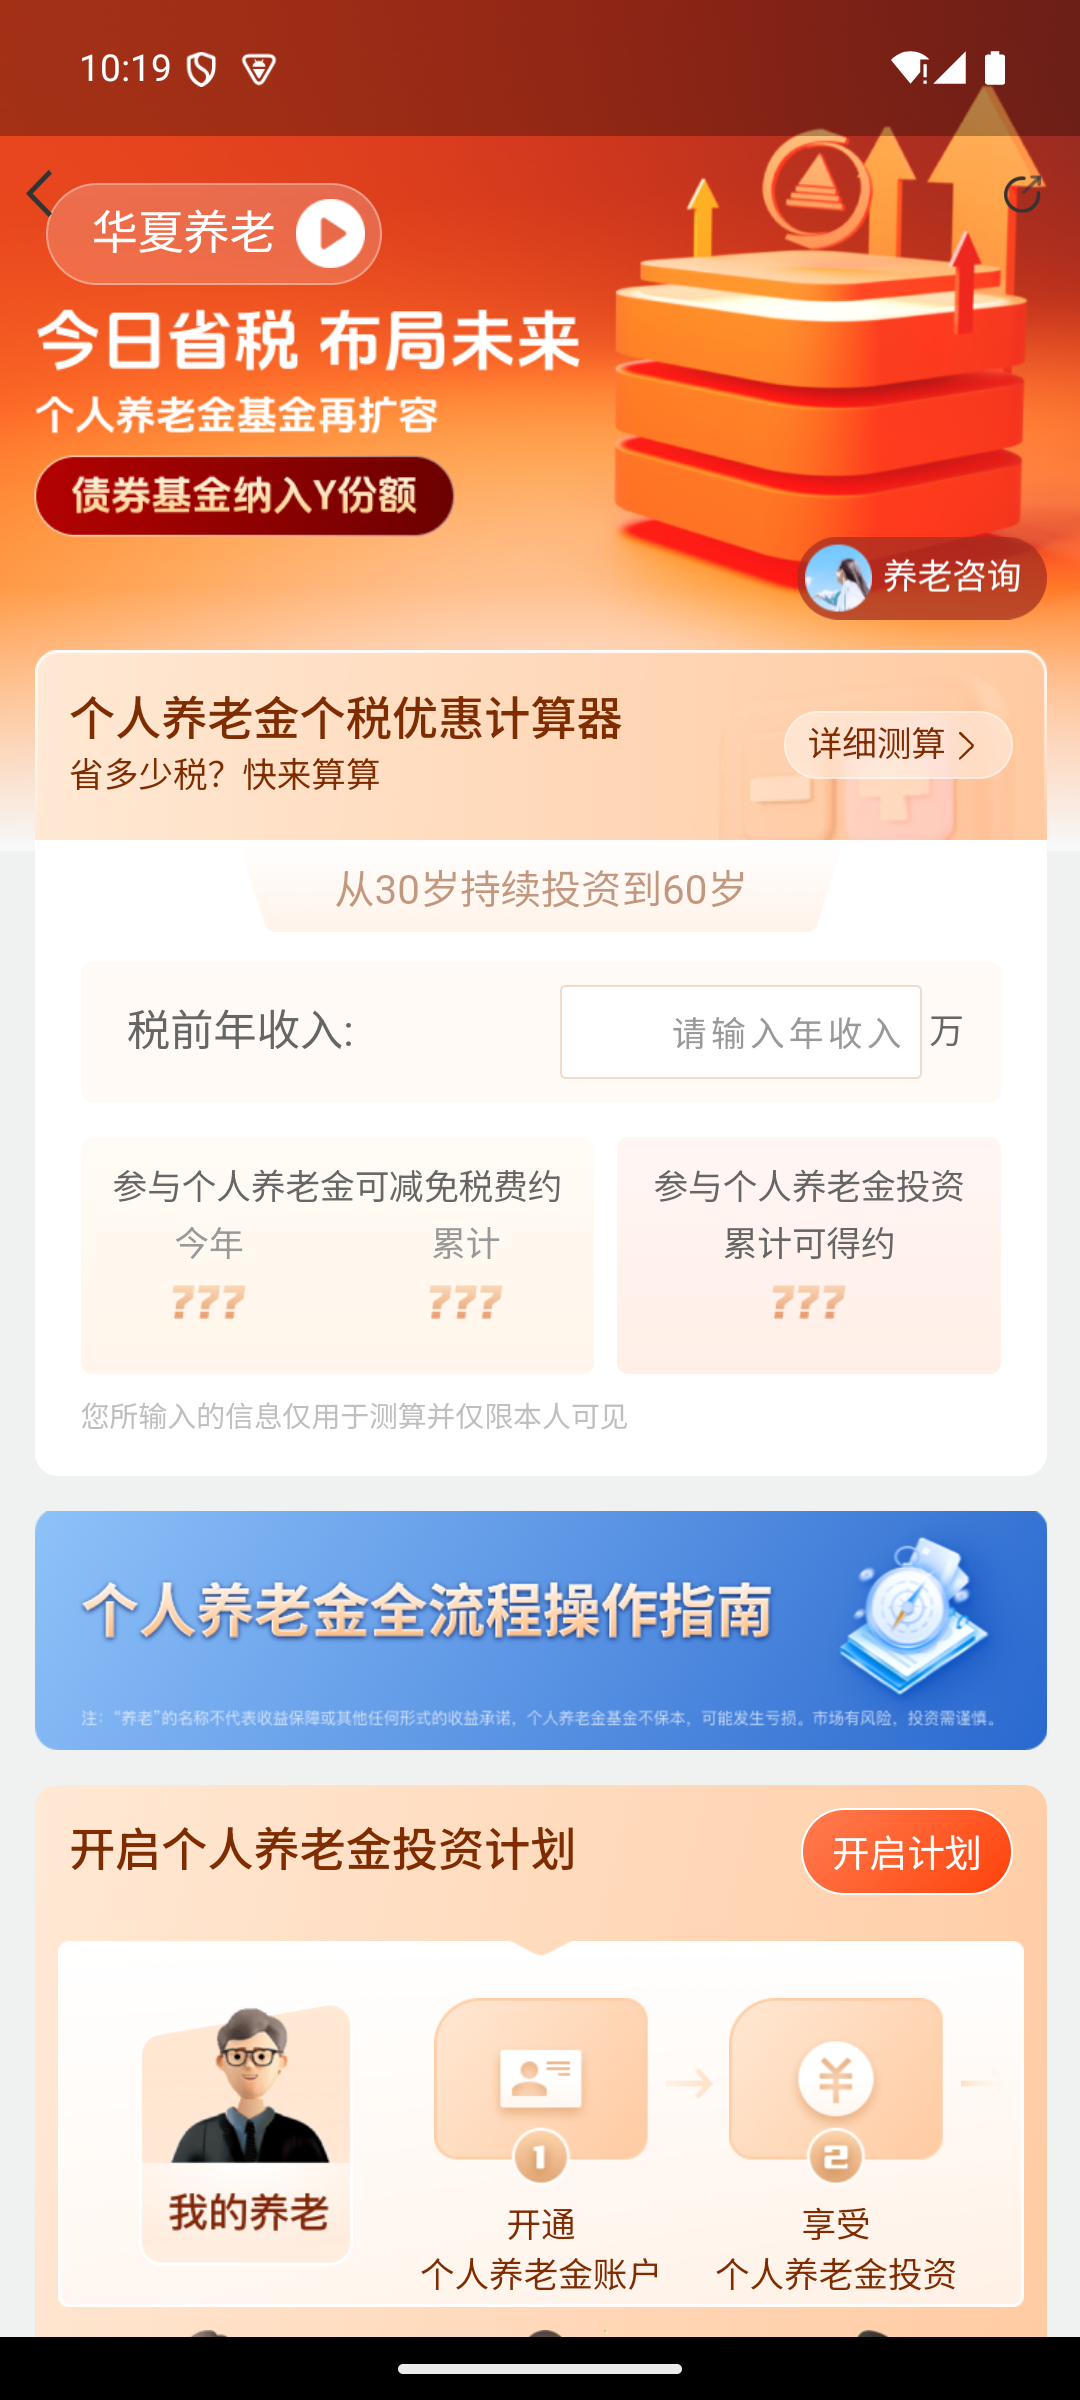 10:19
华夏养老
今日省税 布局未来
个人养老金基金再扩容
债券基金纳入Y份额
养老咨询
个人养老金个税优惠计算器
省多少税？快来算算
详细测算
从30岁持续投资到60岁
税前年收入:
请输入年收入 万
参与个人养老金可减免税费约
今年 累计
??? ???
参与个人养老金投资
累计可得约
???
您所输入的信息仅用于测算并仅限本人可见
个人养老金全流程操作指南
注：“养老”的名称不代表收益保障或其他任何形式的收益承诺，个人养老金基金不保本，可能发生亏损。市场有风险，投资需谨慎。
开启个人养老金投资计划
开启计划
我的养老
1
开通
个人养老金账户
2
享受
个人养老金投资